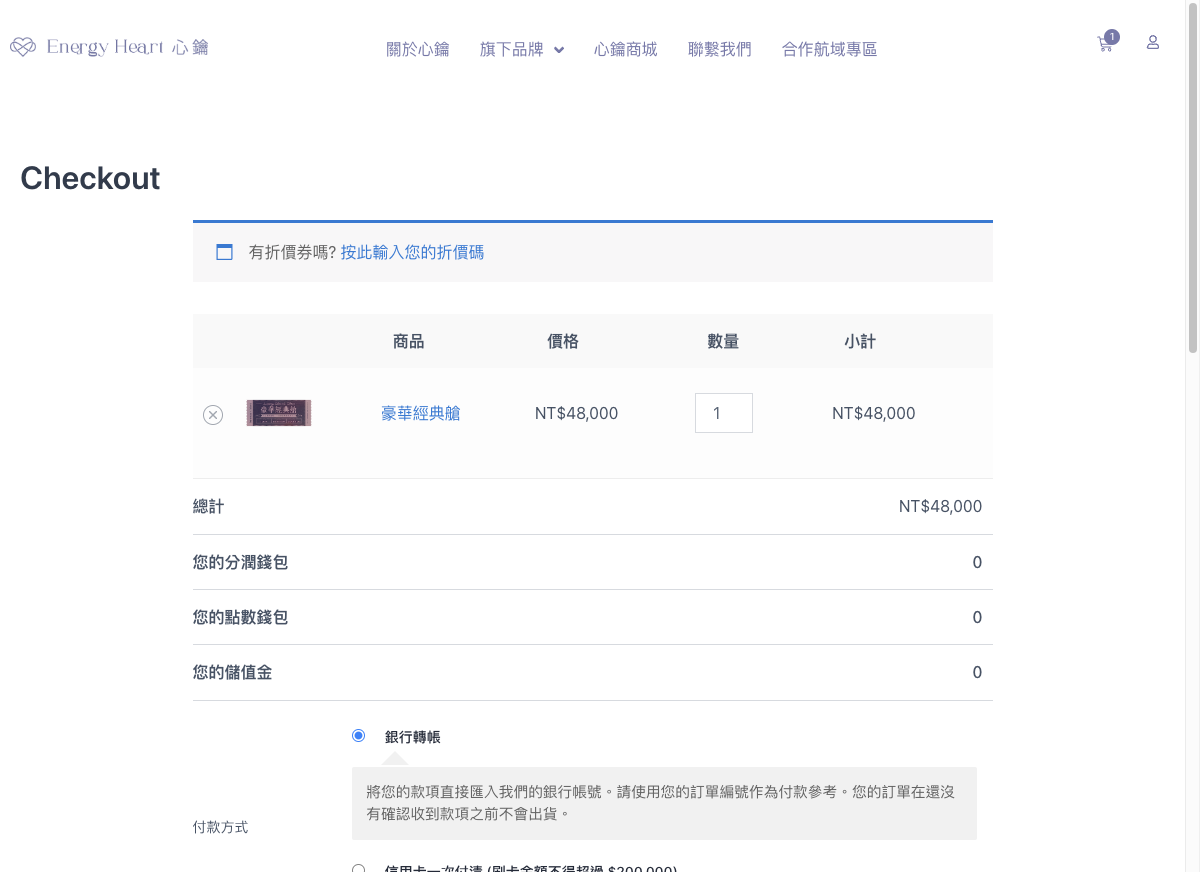 Energy Heart 心鑰
關於心鑰 旗下品牌 心鑰商城 聯繫我們 合作航域專區
1
Checkout
有折價券嗎? 按此輸入您的折價碼
商品 價格 數量 小計
豪華經典艙
豪華經典艙 NT$48,000 1 NT$48,000
總計 NT$48,000
您的分潤錢包 0
您的點數錢包 0
您的儲值金 0
銀行轉帳
將您的款項直接匯入我們的銀行帳號。請使用您的訂單編號作為付款參考。您的訂單在還沒
有確認收到款項之前不會出貨。
付款方式
信用卡一次付清 (刷卡金額不得超過 $200,000)